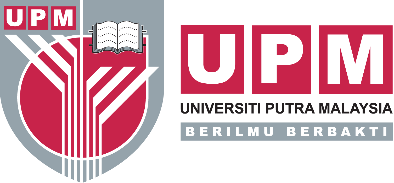 UPM
UPM
UNIVERSITI PUTRA MALAYSIA
BERILMU BERBAKTI